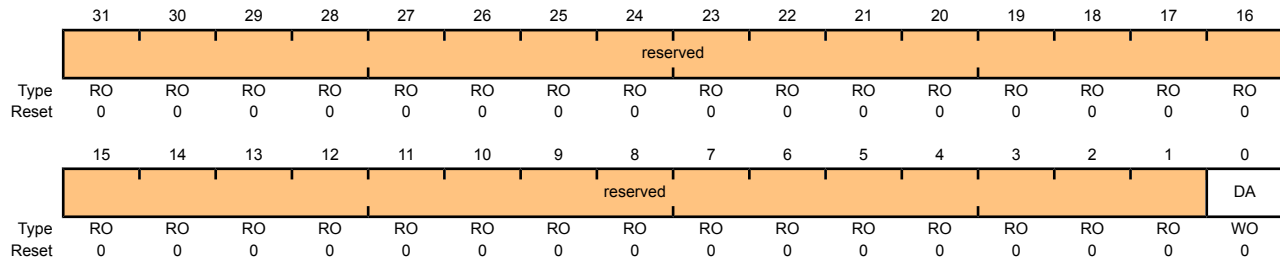 31 30 29 28 27 26 25 24 23 22 21 20 19 18 17 16
reserved
Type RO RO RO RO RO RO RO RO RO RO RO RO RO RO RO RO
Reset 0 0 0 0 0 0 0 0 0 0 0 0 0 0 0 0
15 14 13 12 11 10 9 8 7 6 5 4 3 2 1 0
reserved DA
Type RO RO RO RO RO RO RO RO RO RO RO RO RO RO RO WO
Reset 0 0 0 0 0 0 0 0 0 0 0 0 0 0 0 0